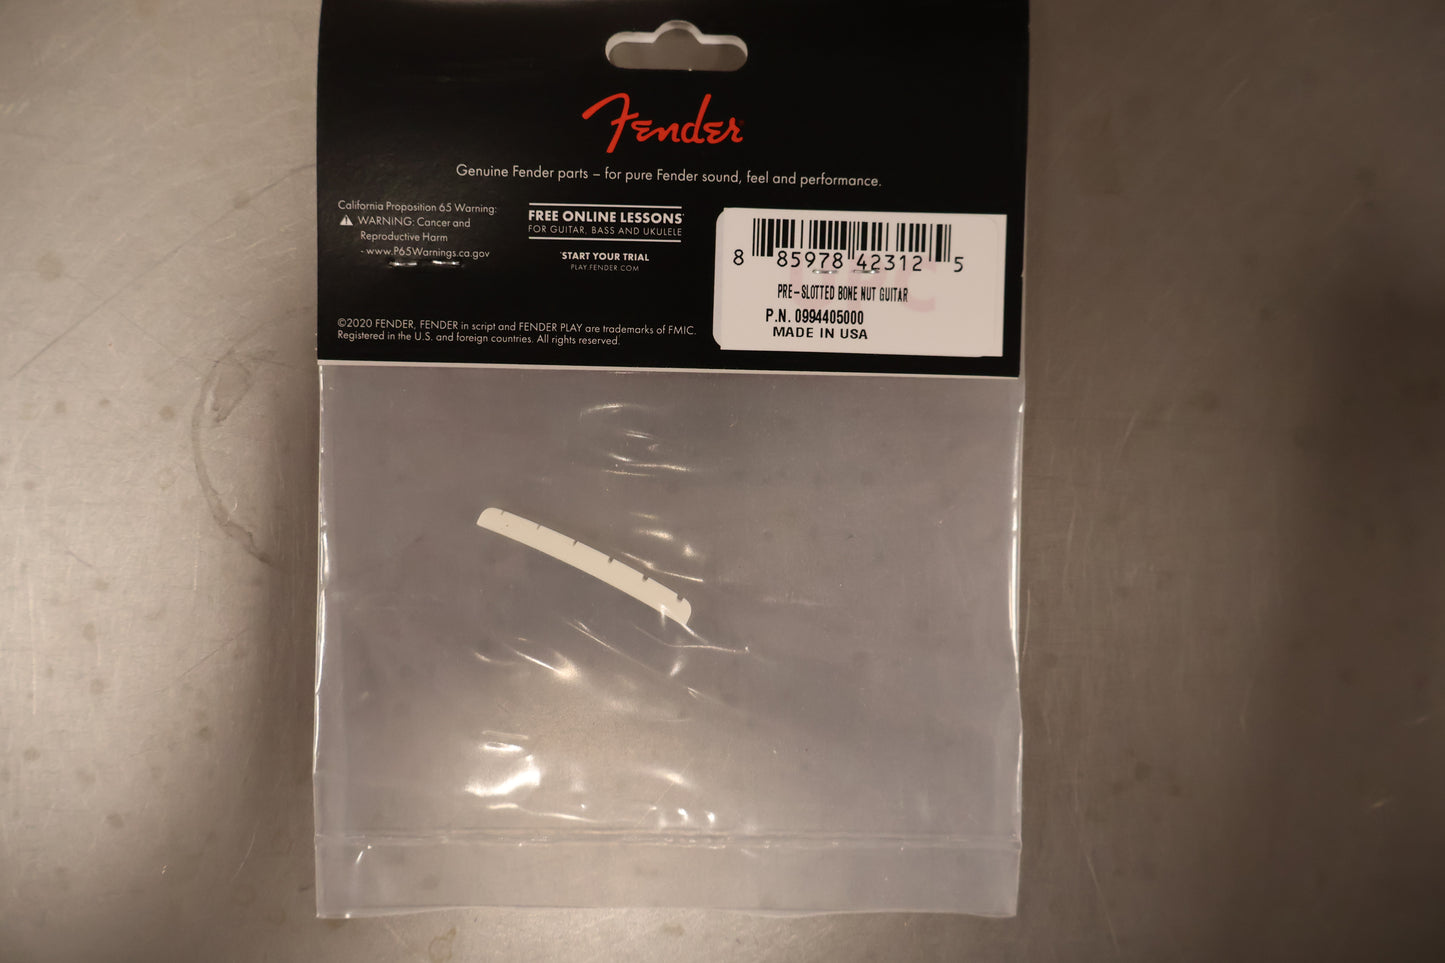 Fender
Genuine Fender parts – for pure Fender sound, feel and performance.
California Proposition 65 Warning:
WARNING: Cancer and
Reproductive Harm
- www.P65Warnings.ca.gov
FREE ONLINE LESSONS*
FOR GUITAR, BASS AND UKULELE
*START YOUR TRIAL
PLAY.FENDER.COM
8 85978 42312 5
PRE-SLOTTED BONE NUT GUITAR
P.N. 0994405000
MADE IN USA
©2020 FENDER, FENDER in script and FENDER PLAY are trademarks of FMIC.
Registered in the U.S. and foreign countries. All rights reserved.